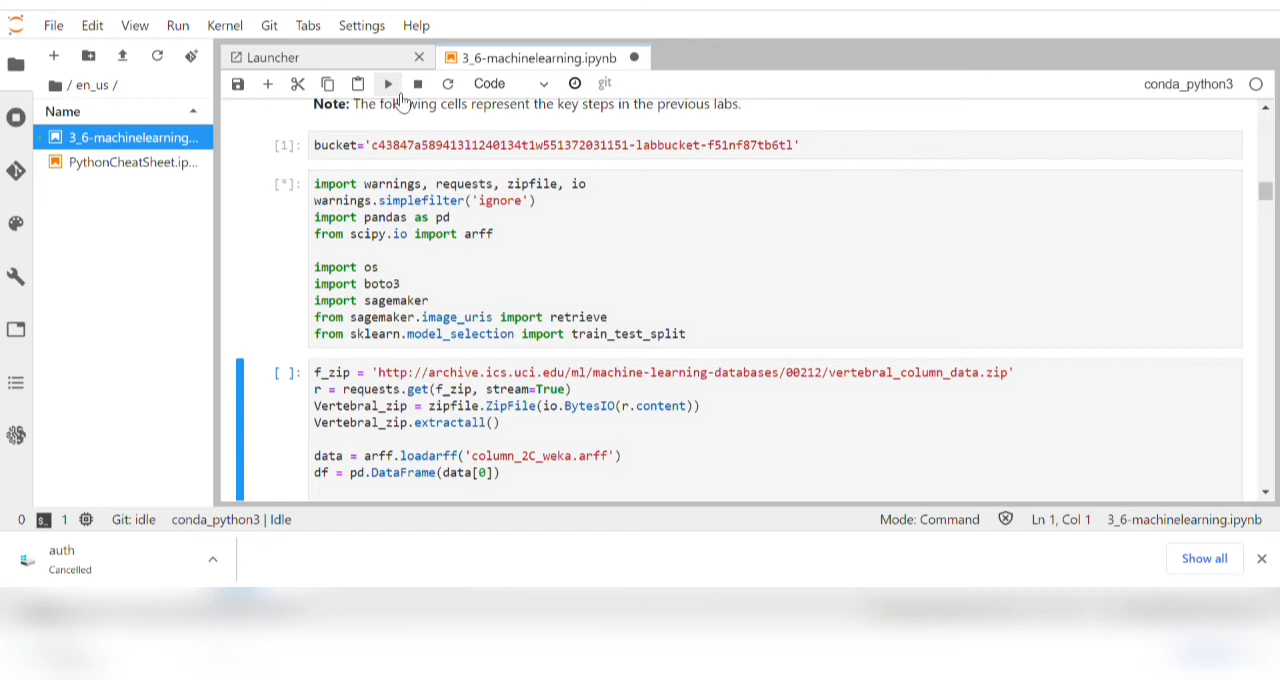 File Edit View Run Kernel Git Tabs Settings Help
Launcher
3_6-machinelearning.ipynb
/ en_us /
Code
git
conda_python3
Name
3_6-machinelearning...
PythonCheatSheet.ip...
Note: The following cells represent the key steps in the previous labs.
[1]: bucket='c43847a589413l1240134t1w551372031151-labbucket-f51nf87tb6tl'
[*]: import warnings, requests, zipfile, io
warnings.simplefilter('ignore')
import pandas as pd
from scipy.io import arff
import os
import boto3
import sagemaker
from sagemaker.image_uris import retrieve
from sklearn.model_selection import train_test_split
[ ]: f_zip = 'http://archive.ics.uci.edu/ml/machine-learning-databases/00212/vertebral_column_data.zip'
r = requests.get(f_zip, stream=True)
Vertebral_zip = zipfile.ZipFile(io.BytesIO(r.content))
Vertebral_zip.extractall()
data = arff.loadarff('column_2C_weka.arff')
df = pd.DataFrame(data[0])
0 $_ 1 Git: idle conda_python3 | Idle Mode: Command Ln 1, Col 1 3_6-machinelearning.ipynb
auth
Cancelled
Show all